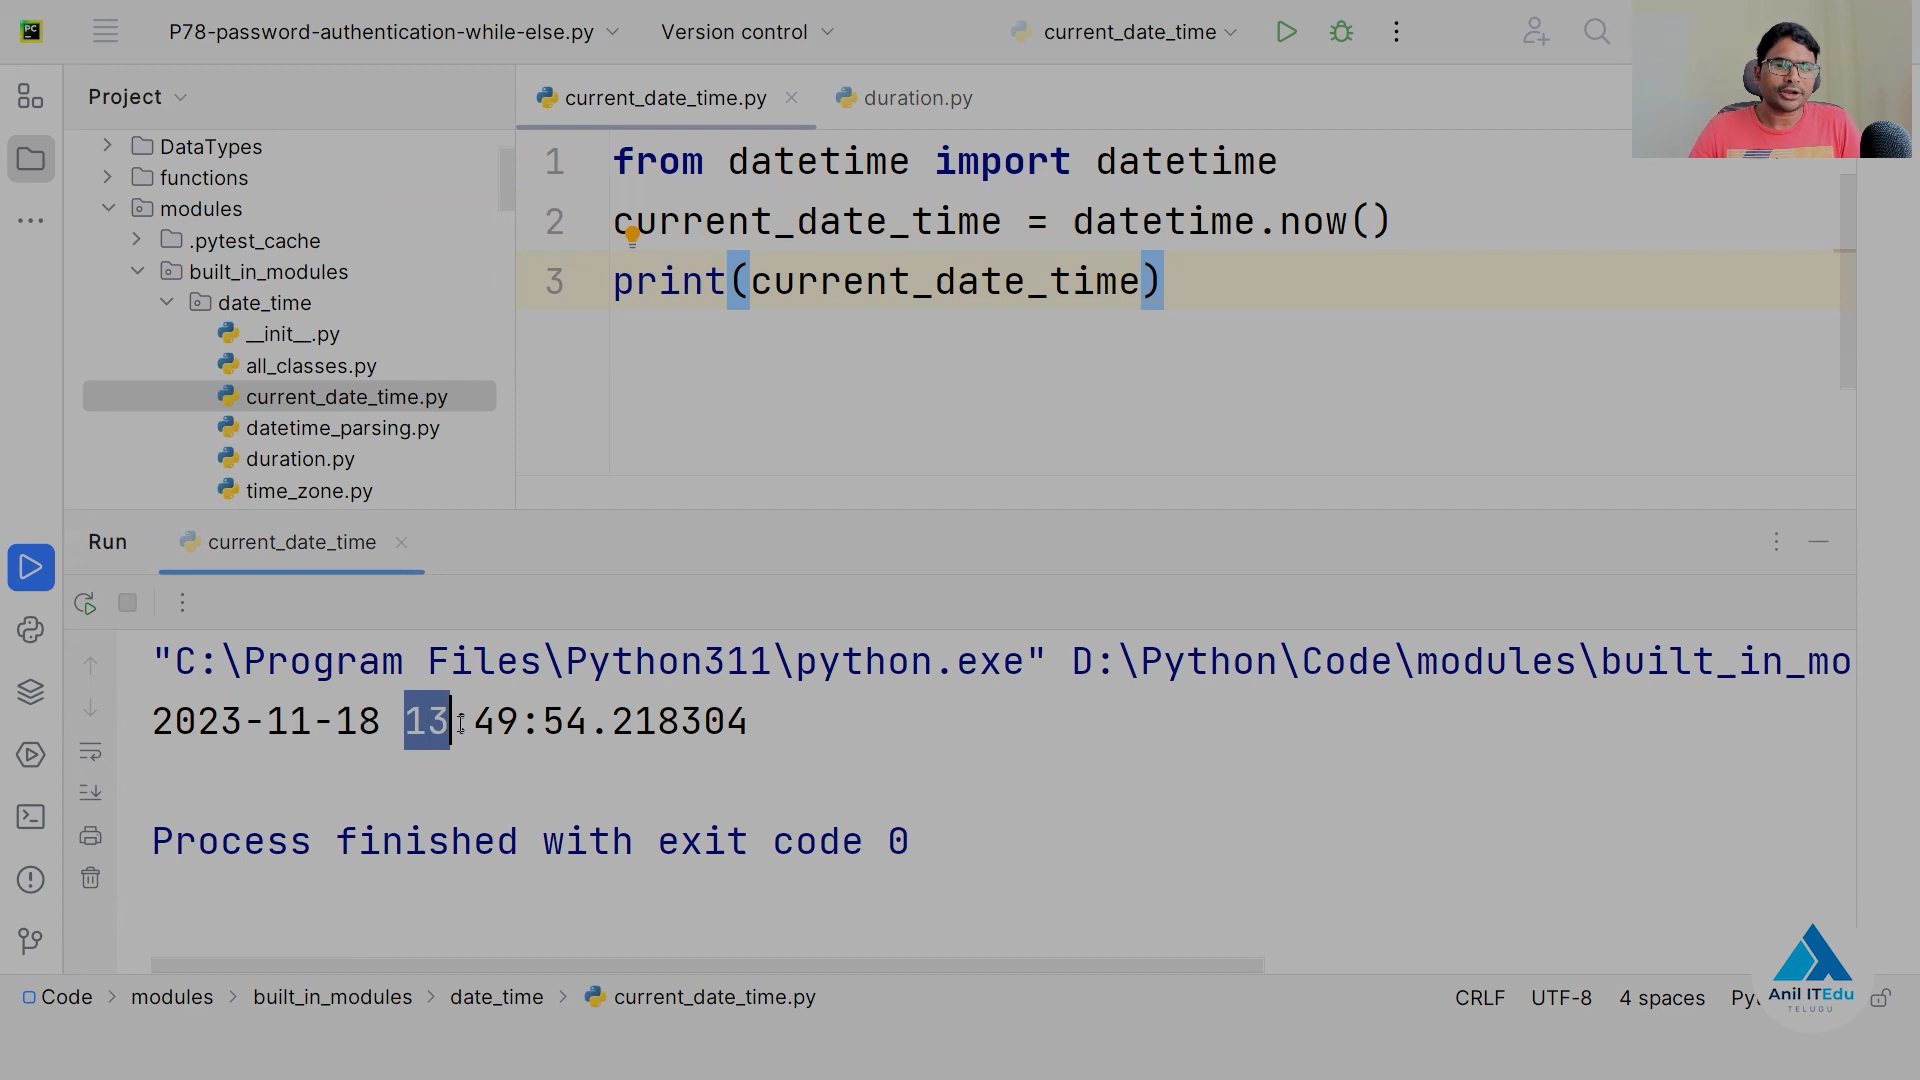 P78-password-authentication-while-else.py
Version control
current_date_time
Project
DataTypes
functions
modules
.pytest_cache
built_in_modules
date_time
__init__.py
all_classes.py
current_date_time.py
datetime_parsing.py
duration.py
time_zone.py
current_date_time.py
duration.py
1 from datetime import datetime
2 current_date_time = datetime.now()
3 print(current_date_time)
Run
current_date_time
"C:\Program Files\Python311\python.exe" D:\Python\Code\modules\built_in_mo
2023-11-18 13:49:54.218304
Process finished with exit code 0
Code > modules > built_in_modules > date_time > current_date_time.py
CRLF UTF-8 4 spaces
Anil ITEdu
TELUGU